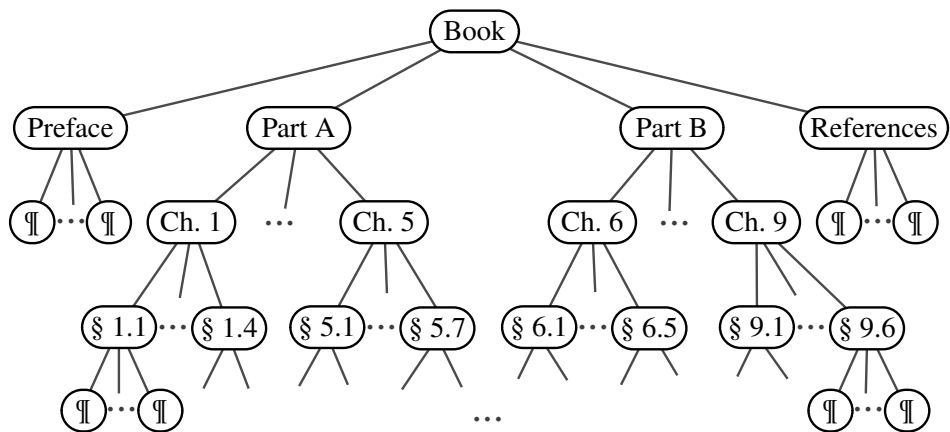 Book
Preface Part A Part B References
¶ ... ¶ Ch. 1 ... Ch. 5 Ch. 6 ... Ch. 9 ¶ ... ¶
§ 1.1 ... § 1.4 § 5.1 ... § 5.7 § 6.1 ... § 6.5 § 9.1 ... § 9.6
¶ ... ¶ ... ¶ ... ¶